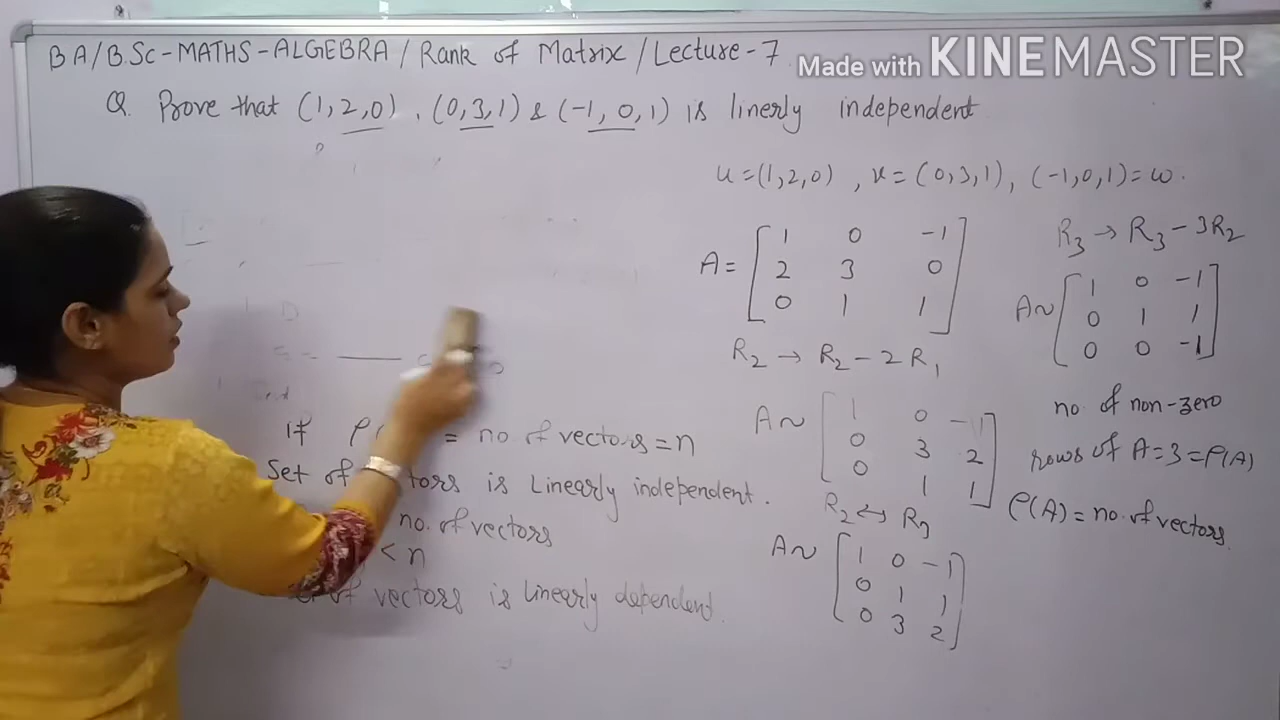 BA/B.Sc-MATHS-ALGEBRA/Rank of Matrix/Lecture-7
Made with KINEMASTER
Q. Prove that (1,2,0), (0,3,1) & (-1,0,1) is linerly independent
u=(1,2,0), v=(0,3,1), (-1,0,1)=w.
A= [1 0 -1
2 3 0
0 1 1]
R2 → R2 - 2R1
A~ [1 0 -1
0 3 2
0 1 1]
R2 ↔ R3
A~ [1 0 -1
0 1 1
0 3 2]
R3 → R3 - 3R2
A~ [1 0 -1
0 1 1
0 0 -1]
no. of non-zero
rows of A=3=ρ(A)
ρ(A)=no. of vectors.
If = no. of vectors=n
Set of is Linearly independent.
no. of vectors
< n
of vectors is linearly dependent.